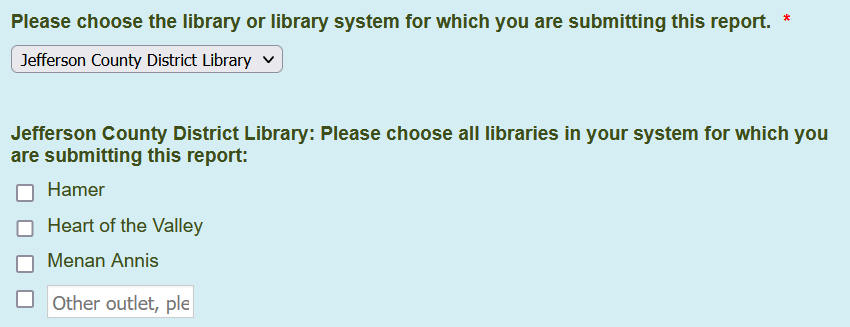 Please choose the library or library system for which you are submitting this report. *
Jefferson County District Library
Jefferson County District Library: Please choose all libraries in your system for which you
are submitting this report:
Hamer
Heart of the Valley
Menan Annis
Other outlet, ple